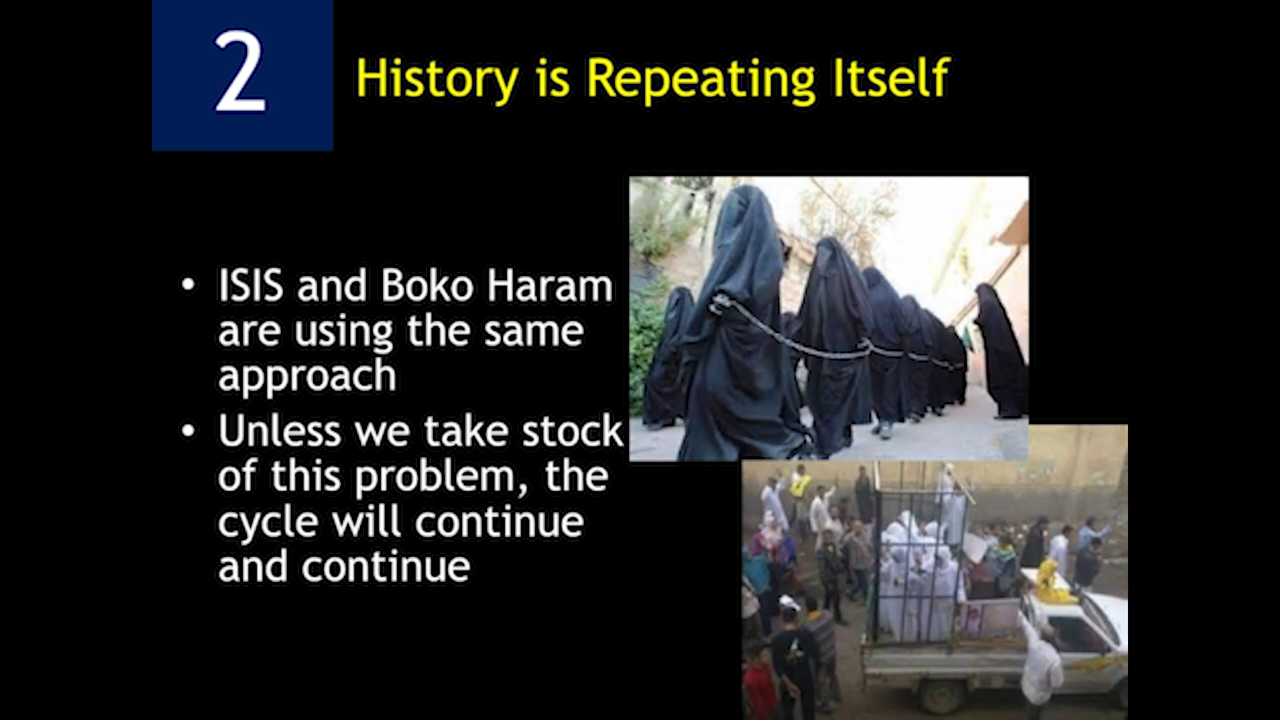 2
History is Repeating Itself
• ISIS and Boko Haram
are using the same
approach
• Unless we take stock
of this problem, the
cycle will continue
and continue